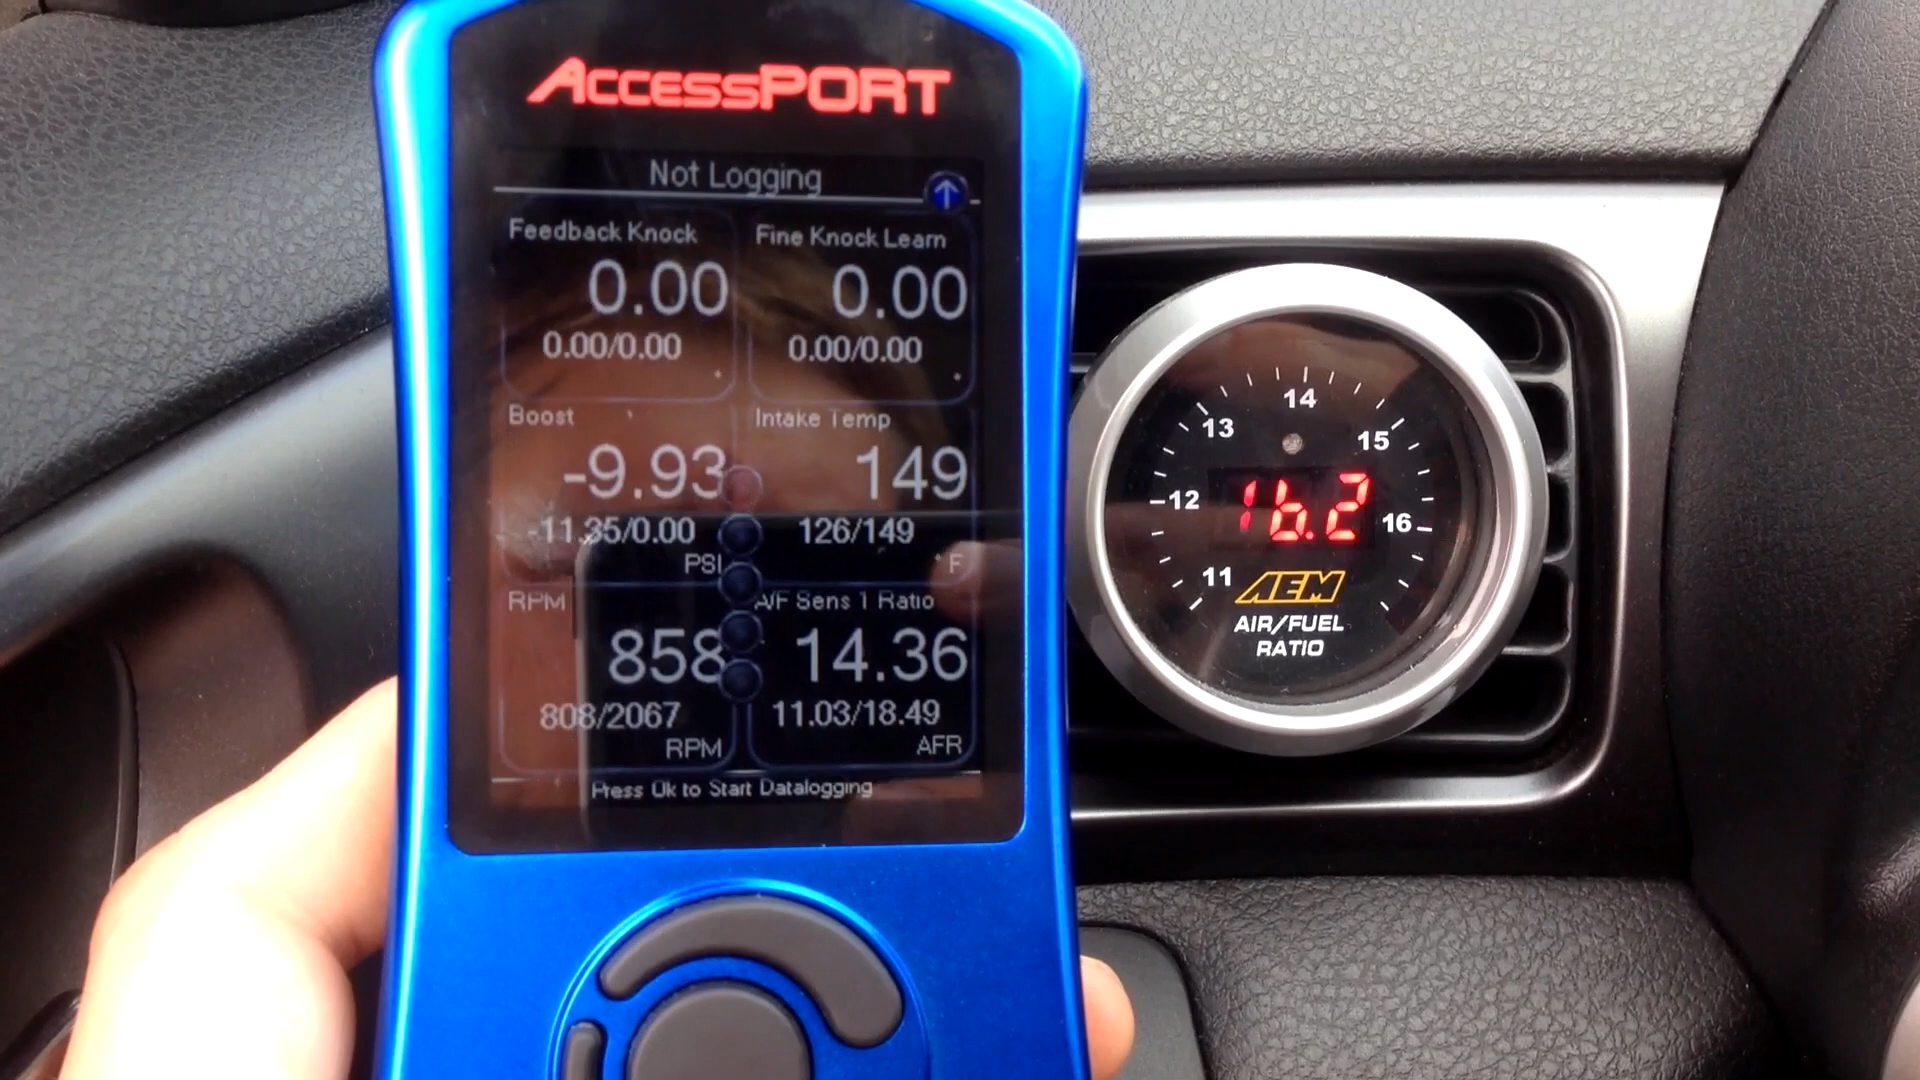 AccessPORT
Not Logging
Feedback Knock
0.00
0.00/0.00
Fine Knock Learn
0.00
0.00/0.00
Boost
-9.93
-11.35/0.00
PSI
Intake Temp
149
126/149
°F
RPM
858
808/2067
RPM
A/F Sens 1 Ratio
14.36
11.03/18.49
AFR
Press Ok to Start Datalogging
11
12
13
14
15
16
16.2
AEM
AIR/FUEL
RATIO